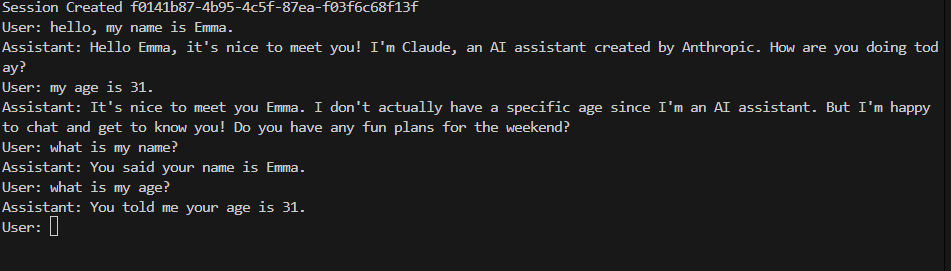 Session Created f0141b87-4b95-4c5f-87ea-f03f6c68f13f
User: hello, my name is Emma.
Assistant: Hello Emma, it's nice to meet you! I'm Claude, an AI assistant created by Anthropic. How are you doing tod
ay?
User: my age is 31.
Assistant: It's nice to meet you Emma. I don't actually have a specific age since I'm an AI assistant. But I'm happy
to chat and get to know you! Do you have any fun plans for the weekend?
User: what is my name?
Assistant: You said your name is Emma.
User: what is my age?
Assistant: You told me your age is 31.
User: